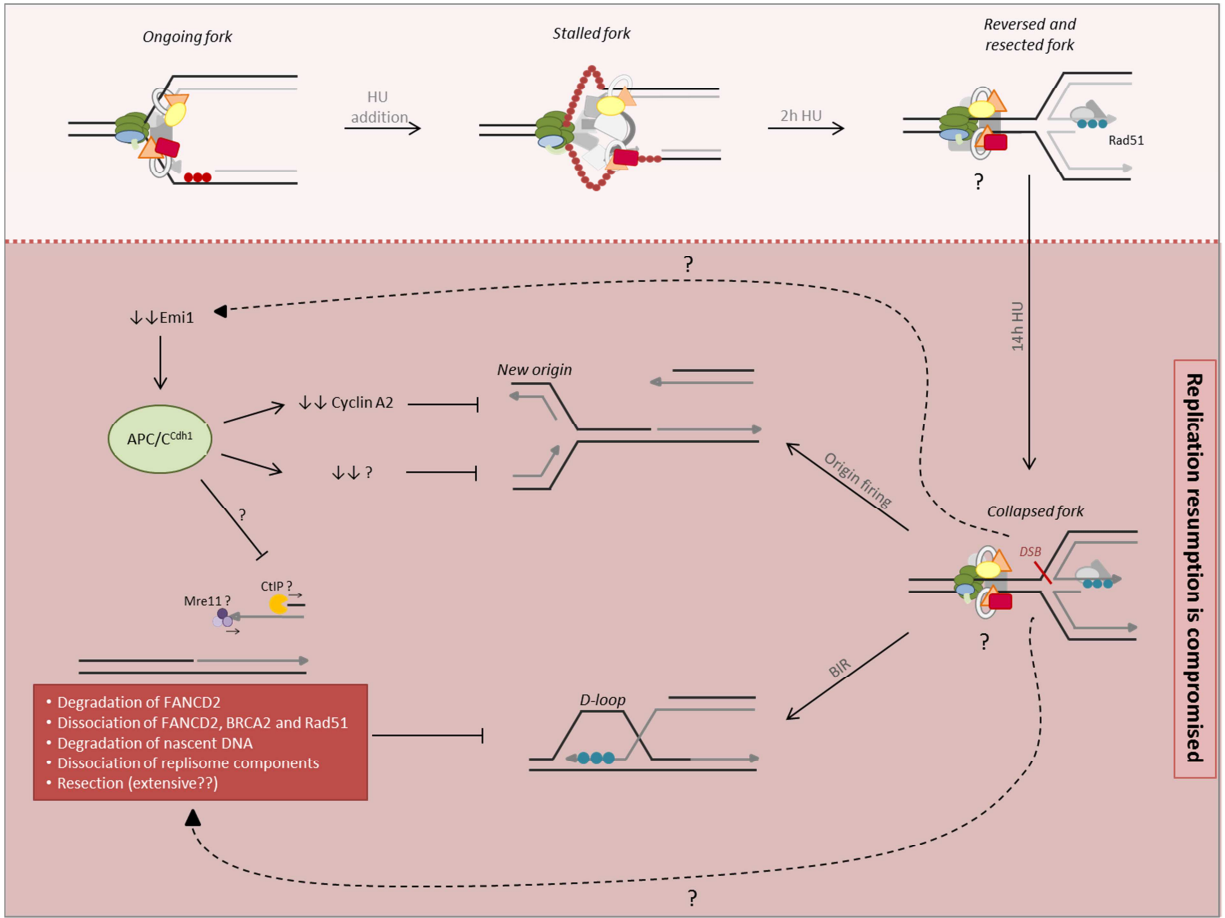 Ongoing fork
Stalled fork
Reversed and
resected fork
HU
addition
2h HU
Rad51
?
?
14h HU
↓↓Emi1
New origin
↓↓ Cyclin A2
APC/C^Cdh1
↓↓ ?
Origin firing
Collapsed fork
?
DSB
CtIP ?
Mre11 ?
?
BIR
Replication resumption is compromised
• Degradation of FANCD2
• Dissociation of FANCD2, BRCA2 and Rad51
• Degradation of nascent DNA
• Dissociation of replisome components
• Resection (extensive??)
D-loop
?